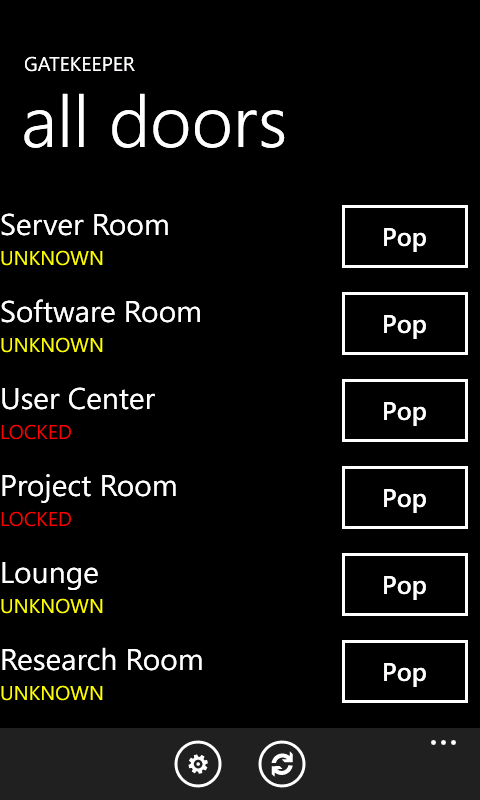 GATEKEEPER
all doors
Server Room
UNKNOWN
Pop
Software Room
UNKNOWN
Pop
User Center
LOCKED
Pop
Project Room
LOCKED
Pop
Lounge
UNKNOWN
Pop
Research Room
UNKNOWN
Pop